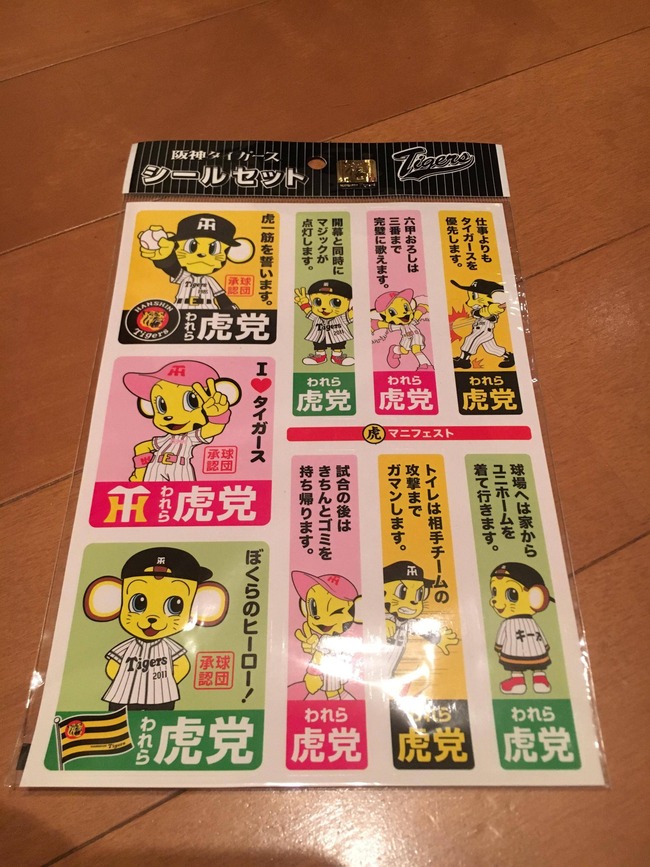 阪神タイガース
シールセット
Tigers
虎一筋を誓います。
Tigers
球団
承認
HANSHIN
Tigers
われら
虎党
I❤タイガース
球団
承認
われら
虎党
ぼくらのヒーロー!
Tigers
2011
球団
承認
われら
虎党
開幕と同時に
マジックが
点灯します。
Tigers
2011
われら
虎党
六甲おろしは
三番まで
完璧に歌えます。
われら
虎党
仕事よりも
タイガースを
優先します。
われら
虎党
虎 マニフェスト
試合の後は
きちんとゴミを
持ち帰ります。
われら
虎党
トイレは相手チームの
攻撃まで
ガマンします。
われら
虎党
球場へは家から
ユニホームを
着て行きます。
キー太
われら
虎党